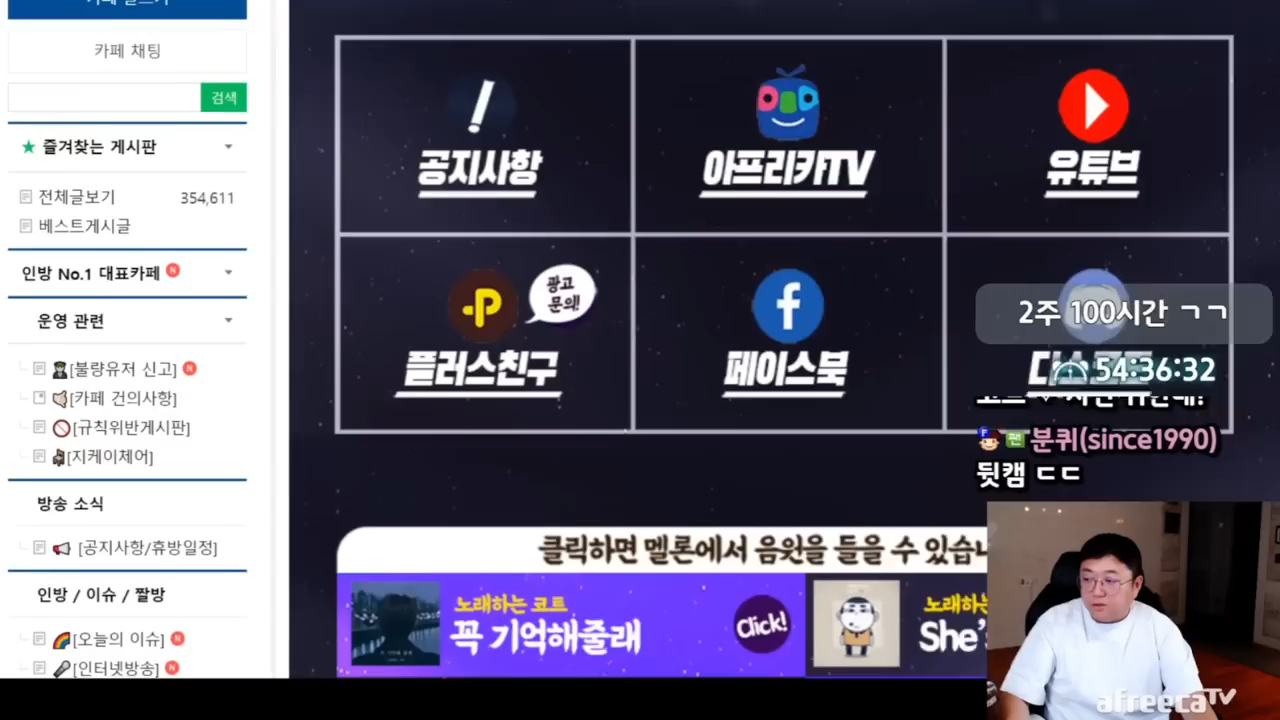 카페 채팅
검색
즐겨찾는 게시판
전체글보기 354,611
베스트게시글
인방 No.1 대표카페 N
운영 관련
[불량유저 신고] N
[카페 건의사항]
[규칙위반게시판]
[지케이체어]
방송 소식
[공지사항/휴방일정]
인방 / 이슈 / 짤방
[오늘의 이슈] N
[인터넷방송] N
!
공지사항
아프리카TV
유튜브
P
광고
문의!
플러스친구
f
페이스북
2주 100시간 ㄱㄱ
54:36:32
F 팬 분퀴(since1990)
뒷캠 ㄷㄷ
클릭하면 멜론에서 음원을 들을 수 있습니
노래하는 코트
꼭 기억해줄래
Click!
노래하는
She's
afreecaTV